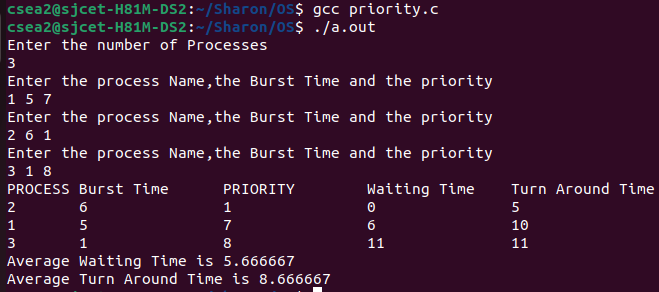 csea2@sjcet-H81M-DS2:~/Sharon/OS$ gcc priority.c
csea2@sjcet-H81M-DS2:~/Sharon/OS$ ./a.out
Enter the number of Processes
3
Enter the process Name,the Burst Time and the priority
1 5 7
Enter the process Name,the Burst Time and the priority
2 6 1
Enter the process Name,the Burst Time and the priority
3 1 8
PROCESS Burst Time PRIORITY Waiting Time Turn Around Time
2 6 1 0 5
1 5 7 6 10
3 1 8 11 11
Average Waiting Time is 5.666667
Average Turn Around Time is 8.666667